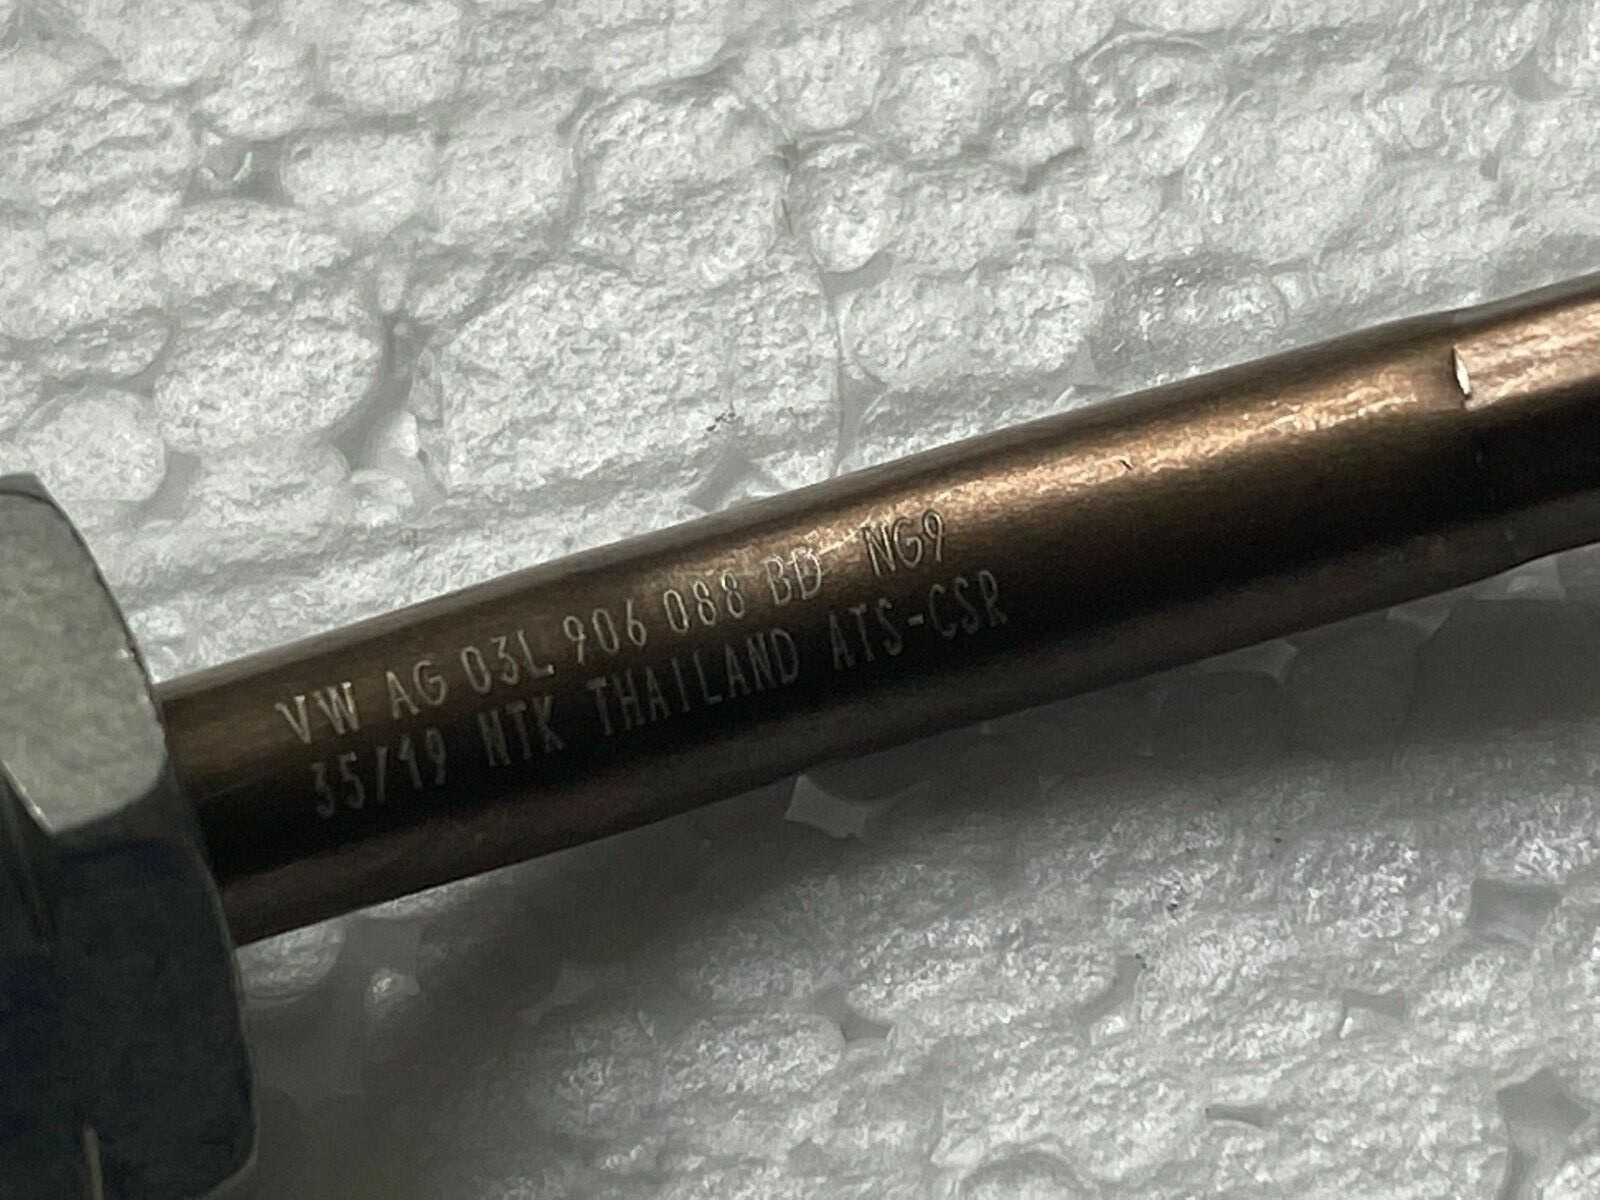 VW AG 03L 906 088 BD NG9
35/19 NTK THAILAND ATS-CSR